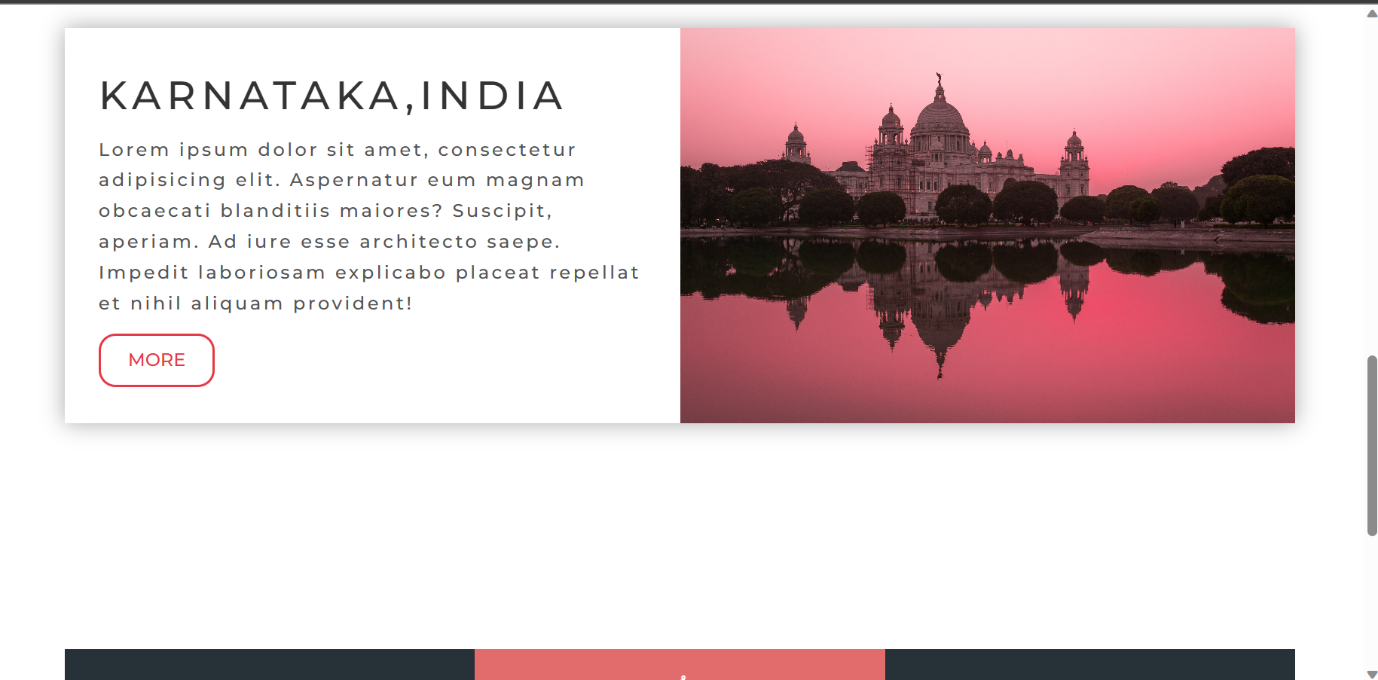 KARNATAKA,INDIA
Lorem ipsum dolor sit amet, consectetur
adipisicing elit. Aspernatur eum magnam
obcaecati blanditiis maiores? Suscipit,
aperiam. Ad iure esse architecto saepe.
Impedit laboriosam explicabo placeat repellat
et nihil aliquam provident!
MORE